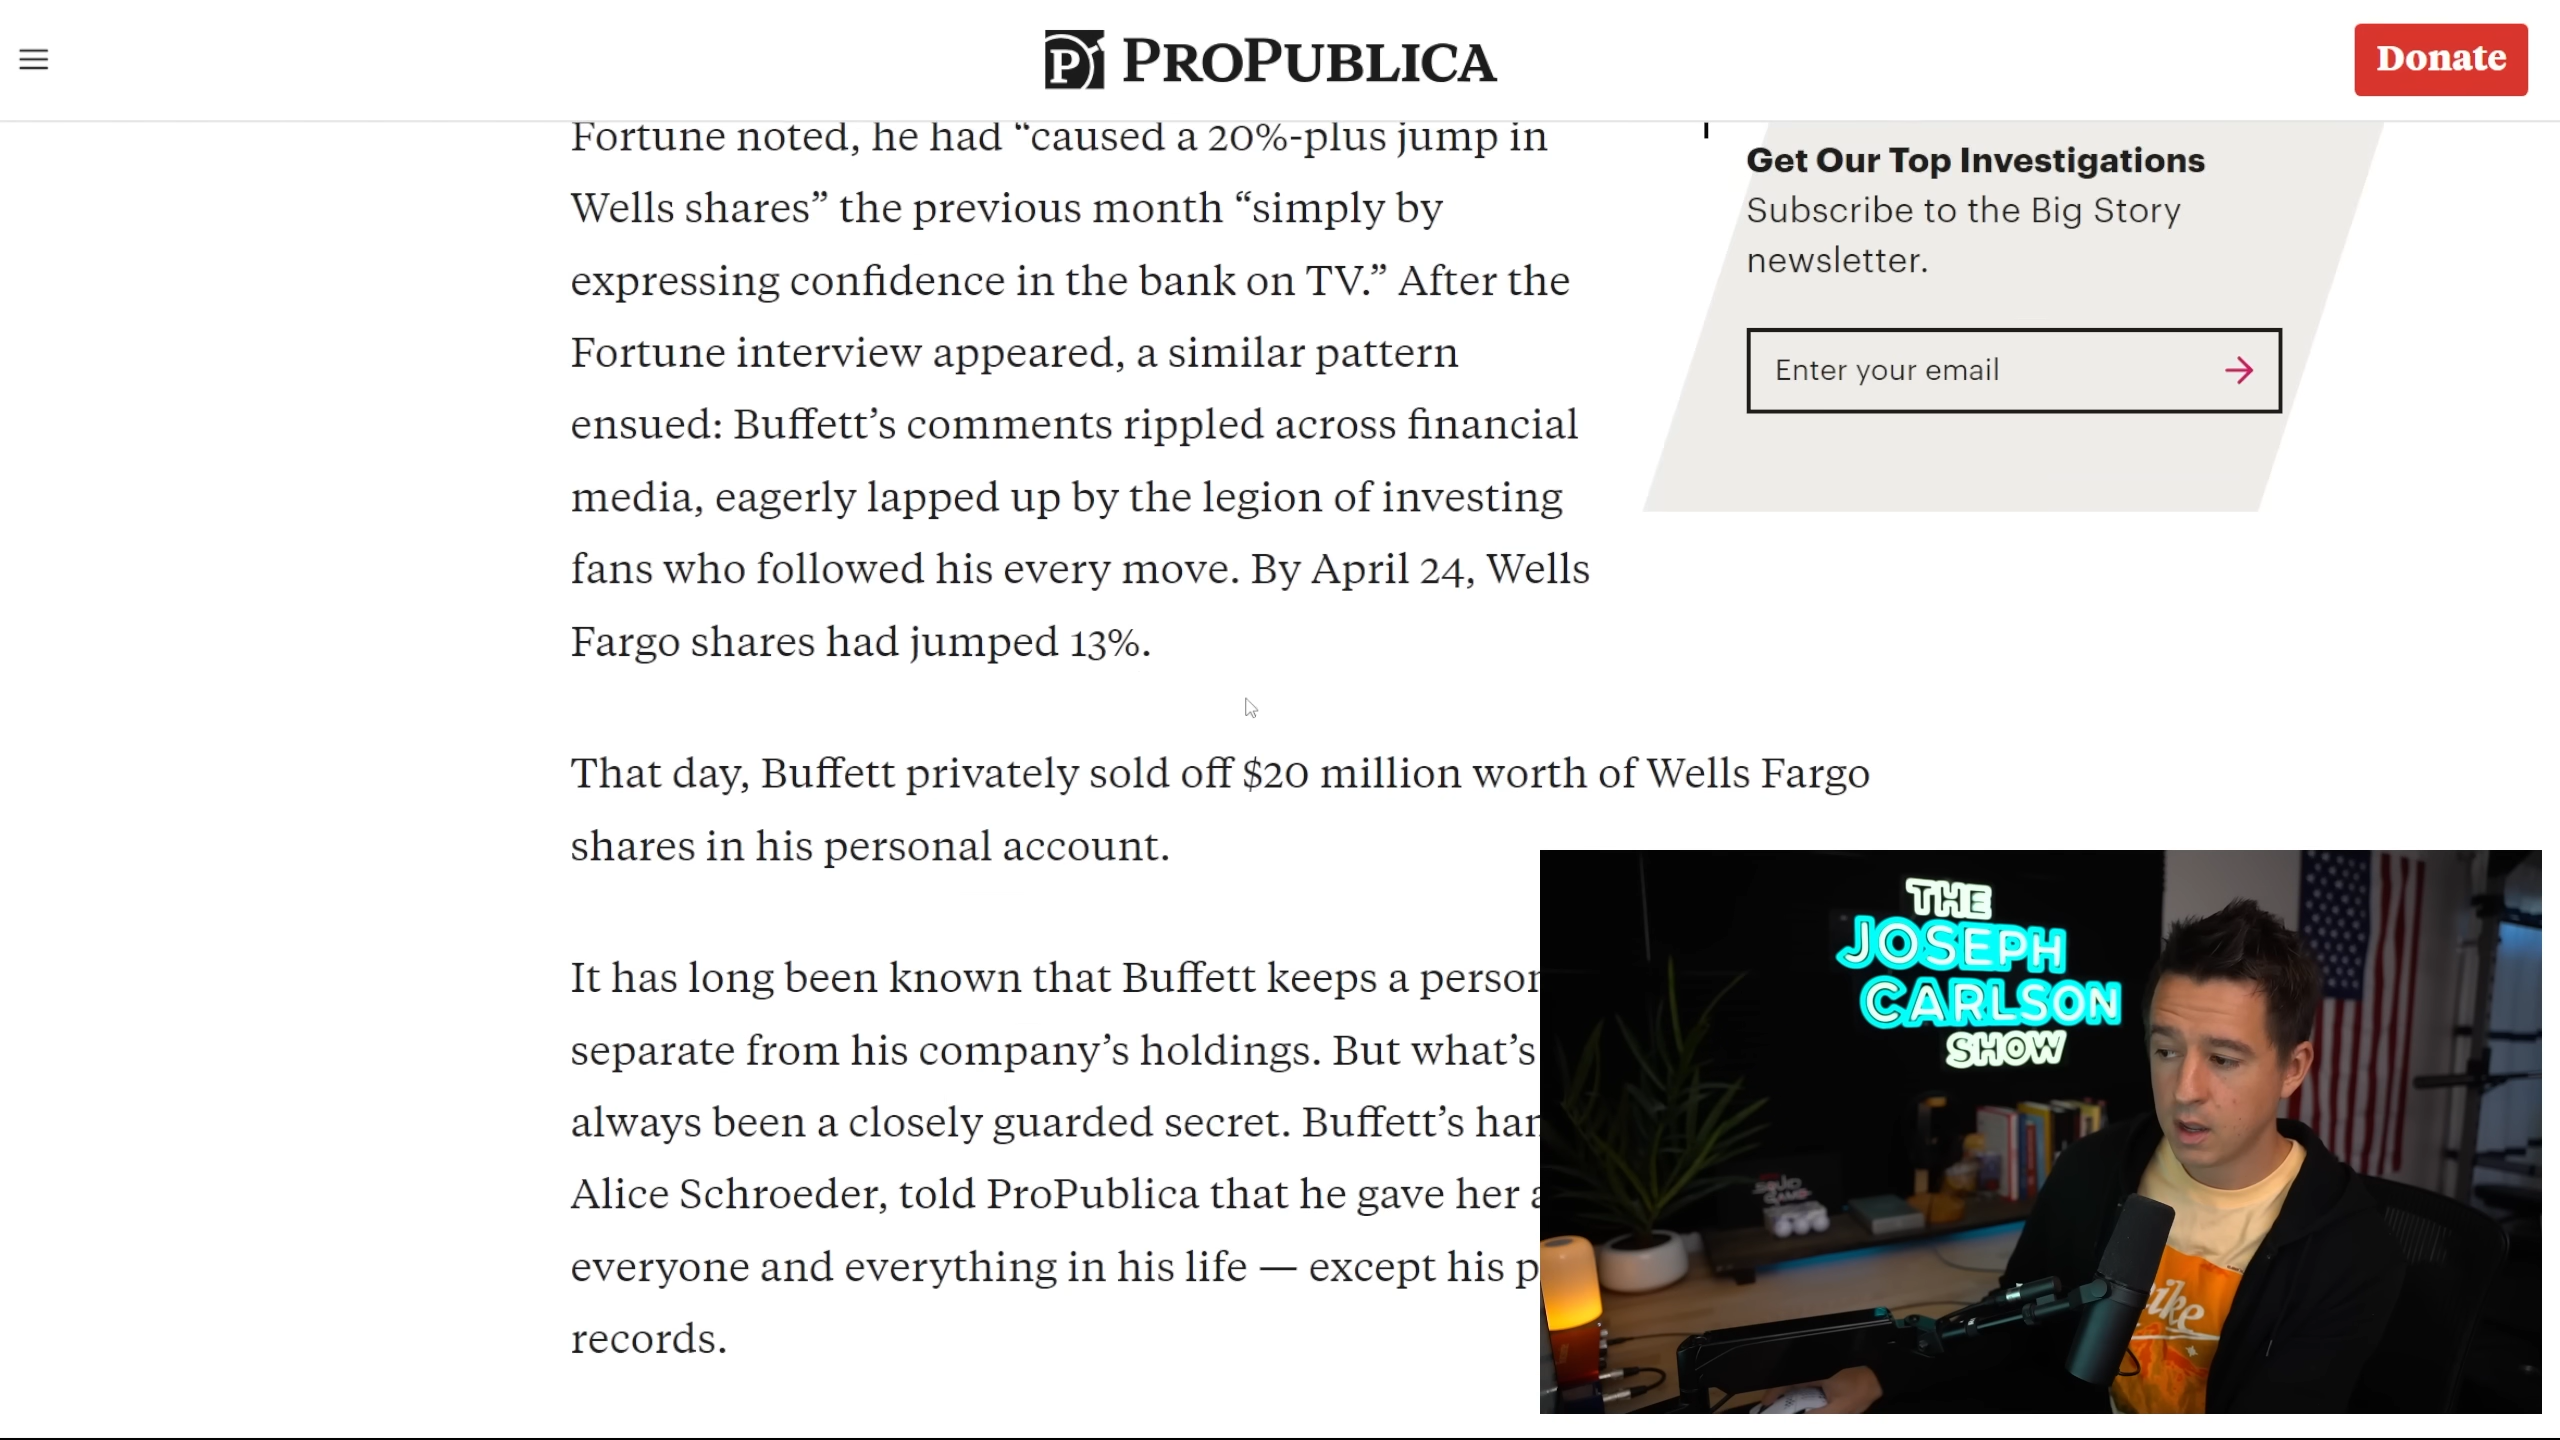 PROPUBLICA
Donate
Fortune noted, he had “caused a 20%-plus jump in
Wells shares” the previous month “simply by
expressing confidence in the bank on TV.” After the
Fortune interview appeared, a similar pattern
ensued: Buffett’s comments rippled across financial
media, eagerly lapped up by the legion of investing
fans who followed his every move. By April 24, Wells
Fargo shares had jumped 13%.
That day, Buffett privately sold off $20 million worth of Wells Fargo
shares in his personal account.
It has long been known that Buffett keeps a
separate from his company’s holdings. But what’s
always been a closely guarded secret. Buffett’s
Alice Schroeder, told ProPublica that he gave her
everyone and everything in his life — except his
records.
Get Our Top Investigations
Subscribe to the Big Story
newsletter.
Enter your email
THE
JOSEPH
CARLSON
SHOW